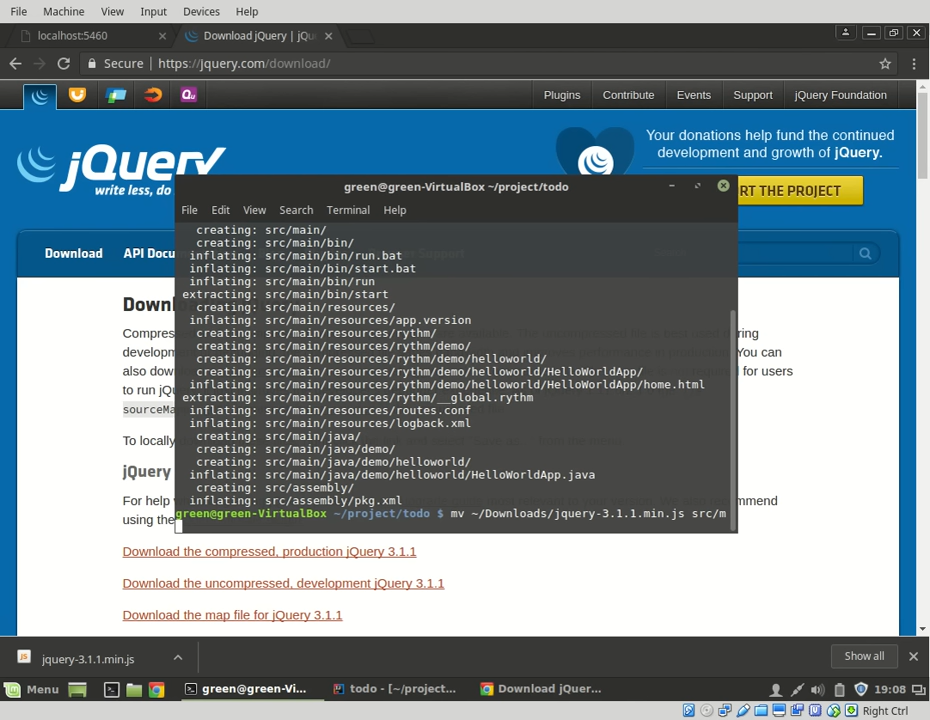 File Machine View Input Devices Help
localhost:5460
Download jQuery | jQu
Secure | https://jquery.com/download/
Plugins Contribute Events Support jQuery Foundation
Your donations help fund the continued
development and growth of jQuery.
jQuery
write less, do
RT THE PROJECT
green@green-VirtualBox ~/project/todo
File Edit View Search Terminal Help
Download API Docu
Support
creating: src/main/
creating: src/main/bin/
inflating: src/main/bin/run.bat
inflating: src/main/bin/start.bat
inflating: src/main/bin/run
extracting: src/main/bin/start
creating: src/main/resources/
inflating: src/main/resources/app.version
creating: src/main/resources/rythm/
creating: src/main/resources/rythm/demo/
creating: src/main/resources/rythm/demo/helloworld/
creating: src/main/resources/rythm/demo/helloworld/HelloWorldApp/
inflating: src/main/resources/rythm/demo/helloworld/HelloWorldApp/home.html
extracting: src/main/resources/rythm/__global.rythm
inflating: src/main/resources/routes.conf
inflating: src/main/resources/logback.xml
creating: src/main/java/
creating: src/main/java/demo/
creating: src/main/java/demo/helloworld/
inflating: src/main/java/demo/helloworld/HelloWorldApp.java
creating: src/assembly/
inflating: src/assembly/pkg.xml
green@green-VirtualBox ~/project/todo $ mv ~/Downloads/jquery-3.1.1.min.js src/m
Down
Compres
ring
developm
You can
also down
for users
to run jQu
sourceMa
To locally
jQuery
For help
mmend
using the
Download the compressed, production jQuery 3.1.1
Download the uncompressed, development jQuery 3.1.1
Download the map file for jQuery 3.1.1
jquery-3.1.1.min.js
Show all
Menu
green@green-Vi...
todo - [~/project...
Download jQuer...
19:08
Right Ctrl